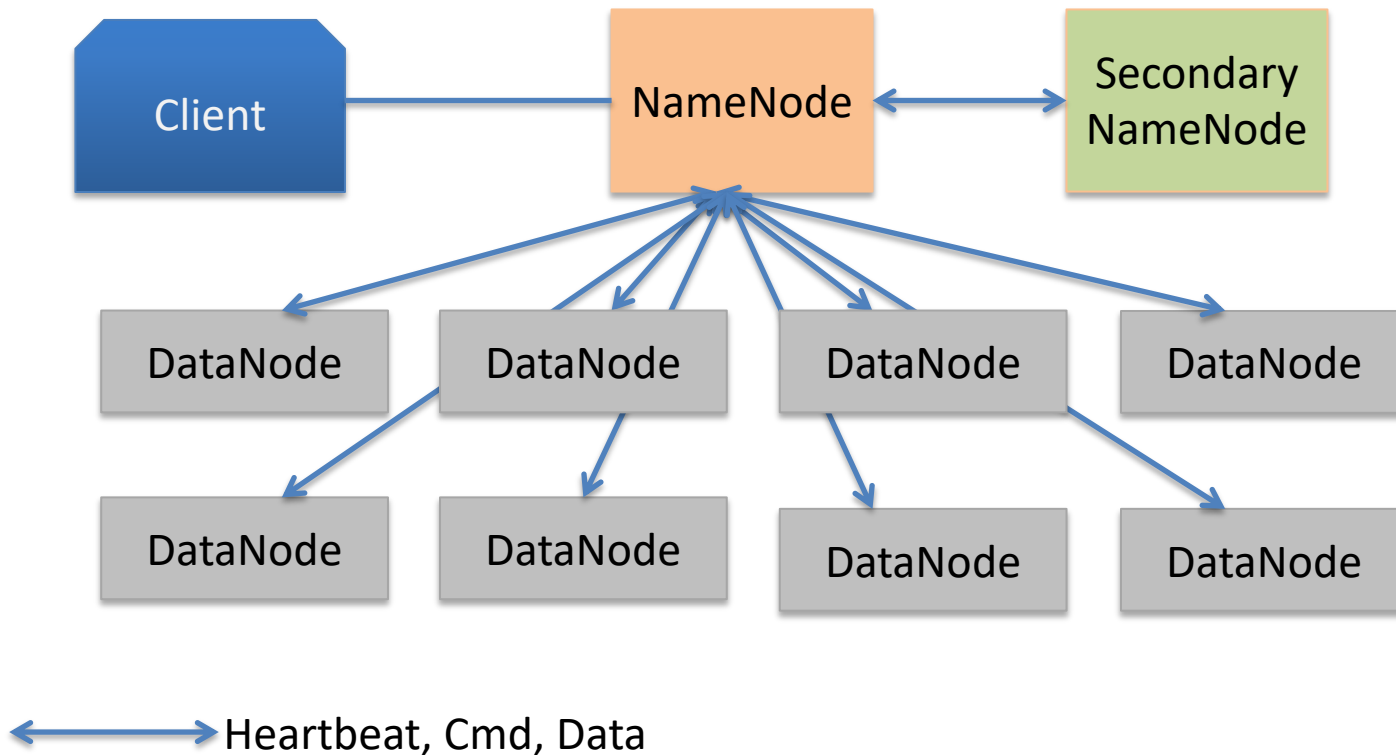 Client
NameNode
Secondary
NameNode
DataNode
DataNode
DataNode
DataNode
DataNode
DataNode
DataNode
DataNode
Heartbeat, Cmd, Data